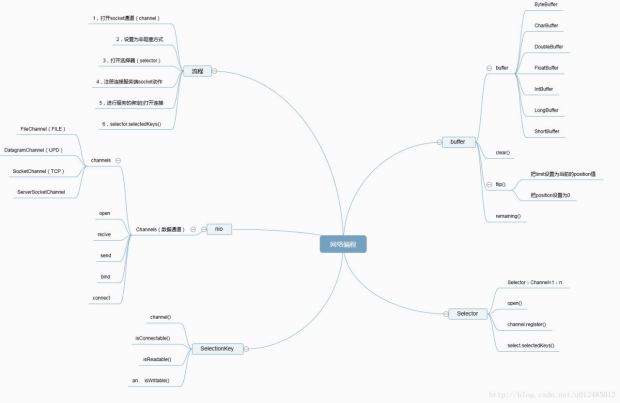 1，打开socket通道（channel）
2，设置为非阻塞方式
3，打开选择器（selector）
4，注册连接服务端socket动作
5，进行服务的
打开连接
6，selector.selectedKeys()
流程
FileChannel（FILE）
DatagramChannel（UPD）
SocketChannel（TCP）
ServerSocketChannel
channels
open
recive
send
bind
connect
Channels（数据通道）
nio
channel()
isConnectable()
isReadable()
an isWritable()
SelectionKey
网络编程
ByteBuffer
CharBuffer
DoubleBuffer
FloatBuffer
IntBuffer
LongBuffer
ShortBuffer
buffer
buffer
clear()
flip()
把limit设置为当前的position值
把position设置为0
remaining()
Selector：Channel=1：n
open()
channel.register()
select.selectedKeys()
Selector
http://blog.csdn.net/u012485012